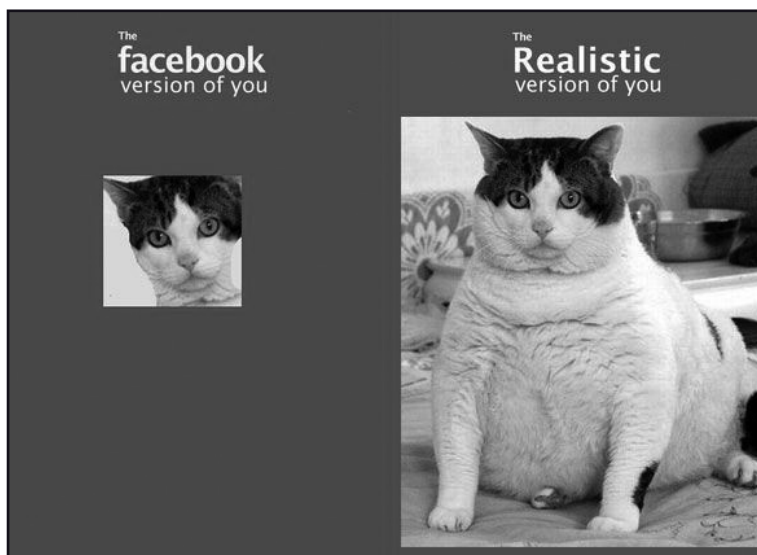 The
facebook
version of you
The
Realistic
version of you